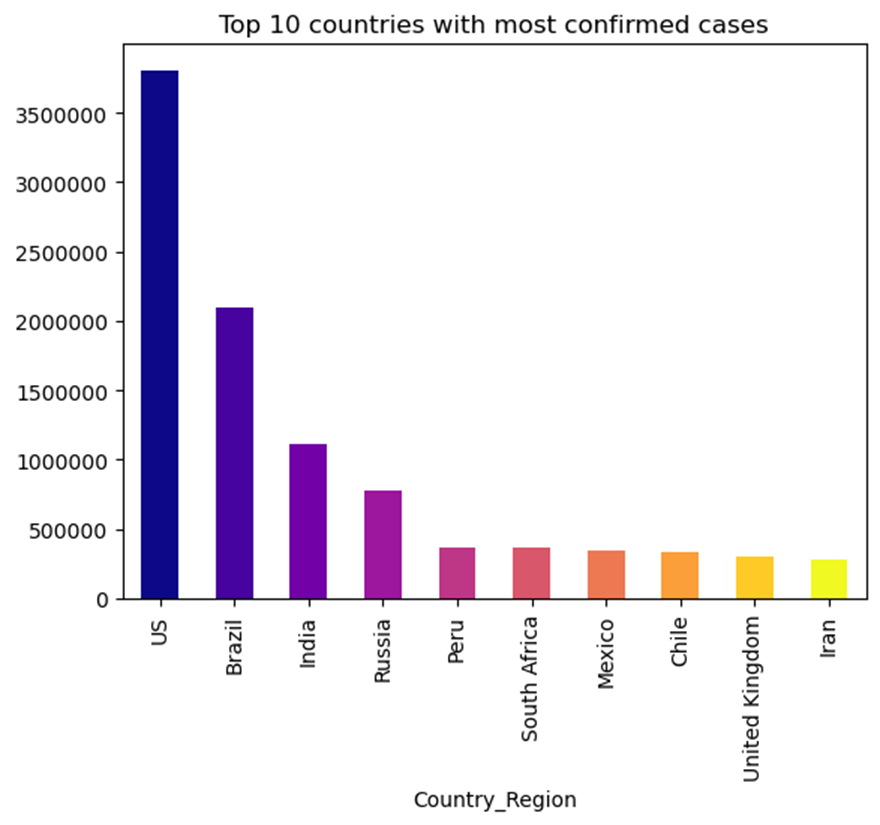 Top 10 countries with most confirmed cases
3500000
3000000
2500000
2000000
1500000
1000000
500000
0
US
Brazil
India
Russia
Peru
South Africa
Mexico
Chile
United Kingdom
Iran
Country_Region